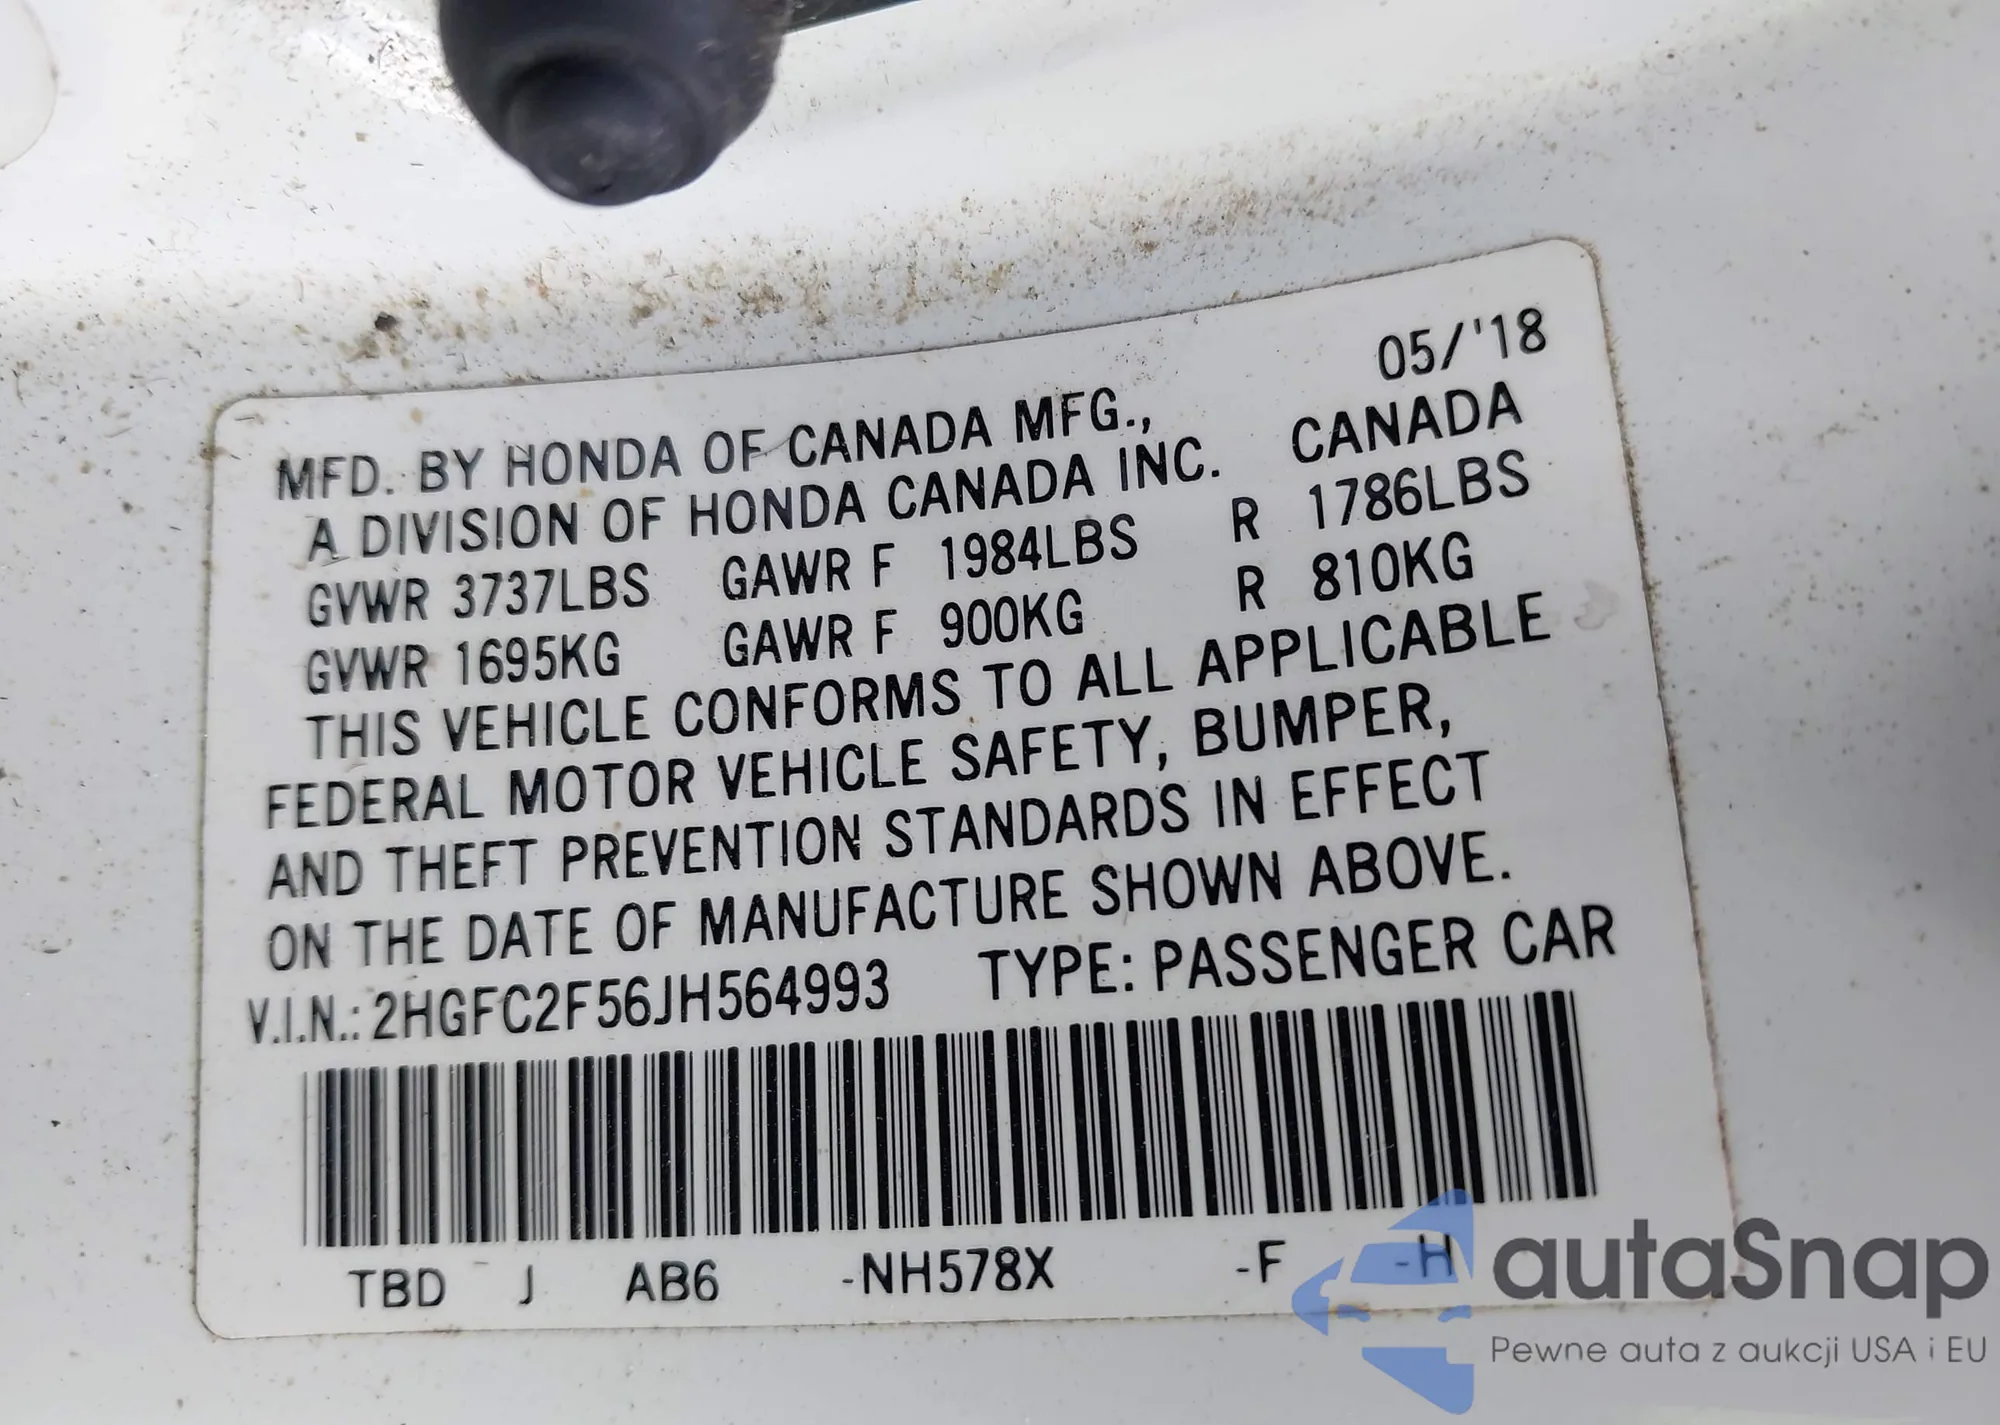 05/'18
MFD. BY HONDA OF CANADA MFG.,
A DIVISION OF HONDA CANADA INC. CANADA
GVWR 3737LBS GAWR F 1984LBS R 1786LBS
GVWR 1695KG GAWR F 900KG R 810KG
THIS VEHICLE CONFORMS TO ALL APPLICABLE
FEDERAL MOTOR VEHICLE SAFETY, BUMPER,
AND THEFT PREVENTION STANDARDS IN EFFECT
ON THE DATE OF MANUFACTURE SHOWN ABOVE.
V.I.N.: 2HGFC2F56JH564993 TYPE: PASSENGER CAR
TBD J AB6 -NH578X -F -H
autaSnap
Pewne auta z aukcji USA i EU